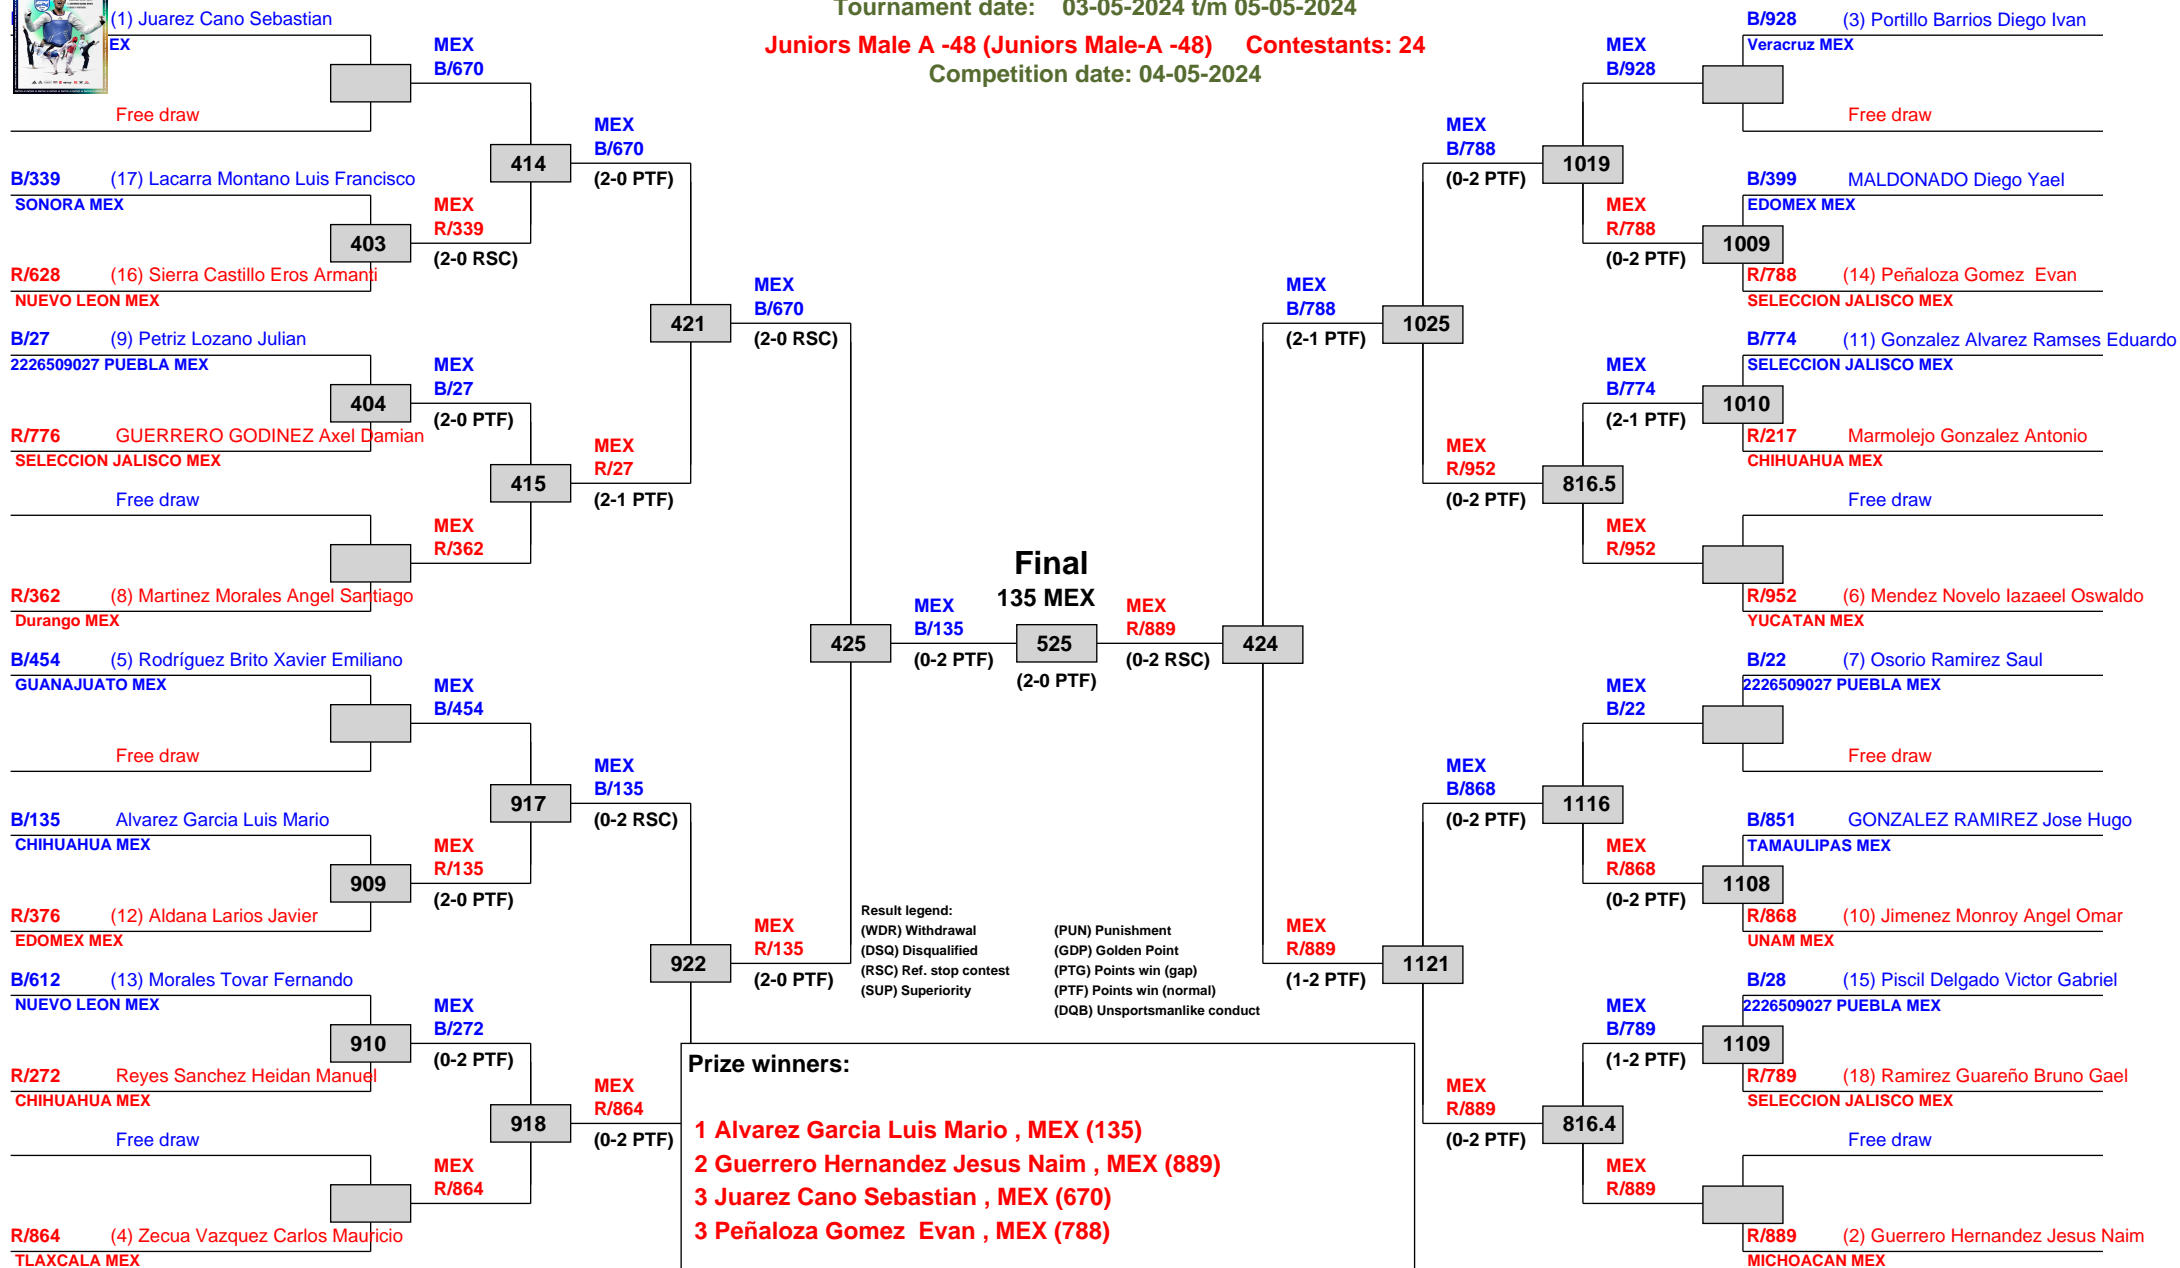 Tournament date: 03-05-2024 t/m 05-05-2024
Juniors Male A -48 (Juniors Male-A -48) Contestants: 24
Competition date: 04-05-2024
(1) Juarez Cano Sebastian
EX
Free draw
MEX
B/670
B/339 (17) Lacarra Montano Luis Francisco
SONORA MEX
403
R/628 (16) Sierra Castillo Eros Armanti
NUEVO LEON MEX
MEX
R/339
(2-0 RSC)
414
MEX
B/670
(2-0 PTF)
B/27 (9) Petriz Lozano Julian
2226509027 PUEBLA MEX
404
R/776 GUERRERO GODINEZ Axel Damian
SELECCION JALISCO MEX
MEX
B/27
(2-0 PTF)
Free draw
R/362 (8) Martinez Morales Angel Santiago
Durango MEX
MEX
R/362
415
MEX
R/27
(2-1 PTF)
421
MEX
B/670
(2-0 RSC)
B/454 (5) Rodríguez Brito Xavier Emiliano
GUANAJUATO MEX
Free draw
MEX
B/454
B/135 Alvarez Garcia Luis Mario
CHIHUAHUA MEX
909
R/376 (12) Aldana Larios Javier
EDOMEX MEX
MEX
R/135
(2-0 PTF)
917
MEX
B/135
(0-2 RSC)
B/612 (13) Morales Tovar Fernando
NUEVO LEON MEX
910
R/272 Reyes Sanchez Heidan Manuel
CHIHUAHUA MEX
MEX
B/272
(0-2 PTF)
Free draw
R/864 (4) Zecua Vazquez Carlos Mauricio
TLAXCALA MEX
MEX
R/864
918
MEX
R/864
(0-2 PTF)
922
MEX
R/135
(2-0 PTF)
425
MEX
B/135
(0-2 PTF)
Final
135 MEX
525
(2-0 PTF)
MEX
R/889
(0-2 RSC)
424
MEX
B/788
(2-1 PTF)
1025
MEX
B/788
(0-2 PTF)
1019
MEX
B/928
B/928 (3) Portillo Barrios Diego Ivan
Veracruz MEX
Free draw
B/399 MALDONADO Diego Yael
EDOMEX MEX
1009
MEX
R/788
(0-2 PTF)
R/788 (14) Peñaloza Gomez Evan
SELECCION JALISCO MEX
B/774 (11) Gonzalez Alvarez Ramses Eduardo
SELECCION JALISCO MEX
1010
MEX
B/774
(2-1 PTF)
R/217 Marmolejo Gonzalez Antonio
CHIHUAHUA MEX
MEX
R/952
(0-2 PTF)
816.5
Free draw
MEX
R/952
R/952 (6) Mendez Novelo Iazaeel Oswaldo
YUCATAN MEX
B/22 (7) Osorio Ramirez Saul
2226509027 PUEBLA MEX
MEX
B/22
Free draw
MEX
B/868
(0-2 PTF)
1116
B/851 GONZALEZ RAMIREZ Jose Hugo
TAMAULIPAS MEX
1108
MEX
R/868
(0-2 PTF)
R/868 (10) Jimenez Monroy Angel Omar
UNAM MEX
MEX
R/889
(1-2 PTF)
1121
B/28 (15) Piscil Delgado Victor Gabriel
2226509027 PUEBLA MEX
1109
MEX
B/789
(1-2 PTF)
R/789 (18) Ramirez Guareño Bruno Gael
SELECCION JALISCO MEX
MEX
R/889
(0-2 PTF)
816.4
Free draw
MEX
R/889
R/889 (2) Guerrero Hernandez Jesus Naim
MICHOACAN MEX
Result legend:
(WDR) Withdrawal
(DSQ) Disqualified
(RSC) Ref. stop contest
(SUP) Superiority
(PUN) Punishment
(GDP) Golden Point
(PTG) Points win (gap)
(PTF) Points win (normal)
(DQB) Unsportsmanlike conduct
Prize winners:
1 Alvarez Garcia Luis Mario , MEX (135)
2 Guerrero Hernandez Jesus Naim , MEX (889)
3 Juarez Cano Sebastian , MEX (670)
3 Peñaloza Gomez Evan , MEX (788)